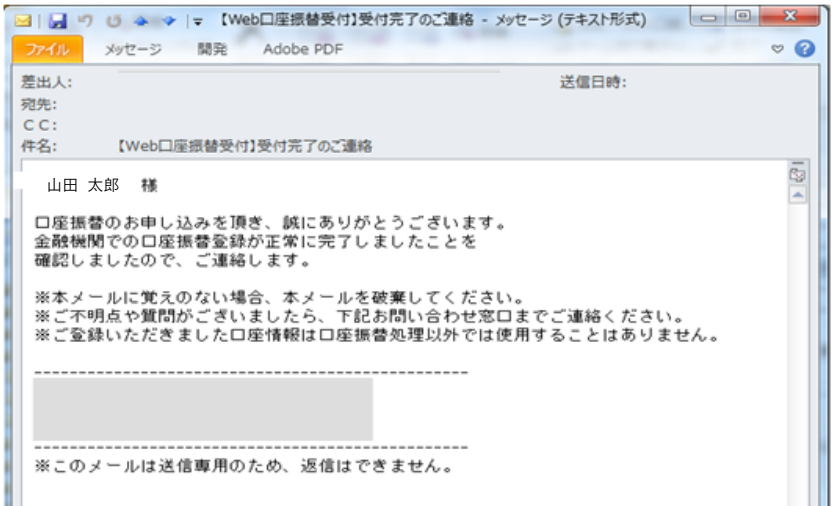 【Web口座振替受付】受付完了のご連絡 - メッセージ (テキスト形式)
ファイル メッセージ 開発 Adobe PDF
差出人: 送信日時:
宛先:
CC:
件名: 【Web口座振替受付】受付完了のご連絡
山田 太郎 様
口座振替のお申し込みを頂き、誠にありがとうございます。
金融機関での口座振替登録が正常に完了しましたことを
確認しましたので、ご連絡します。
※本メールに覚えのない場合、本メールを破棄してください。
※ご不明点や質問がございましたら、下記お問い合わせ窓口までご連絡ください。
※ご登録いただきました口座情報は口座振替処理以外では使用することはありません。
------------------------------------------------
------------------------------------------------
※このメールは送信専用のため、返信はできません。